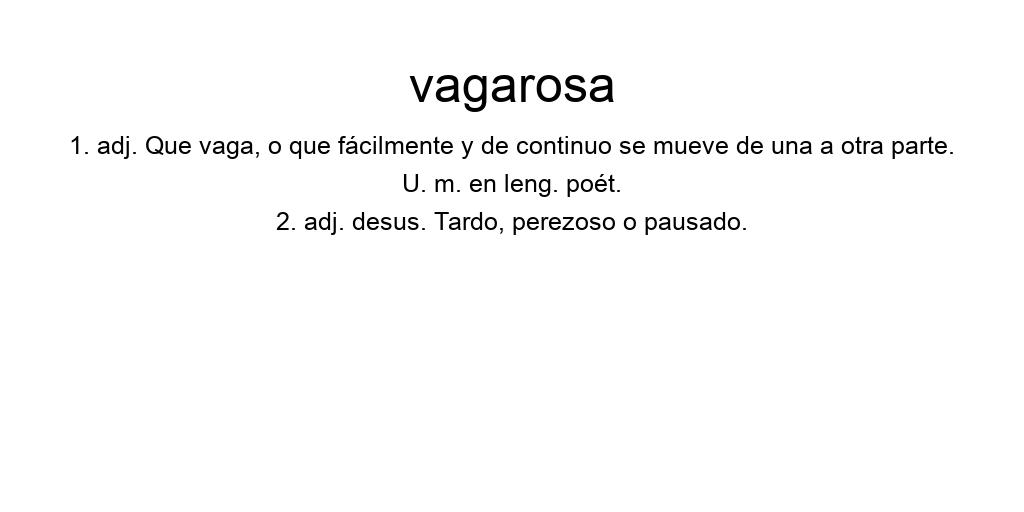 vagarosa
1. adj. Que vaga, o que fácilmente y de continuo se mueve de una a otra parte.
U. m. en leng. poét.
2. adj. desus. Tardo, perezoso o pausado.